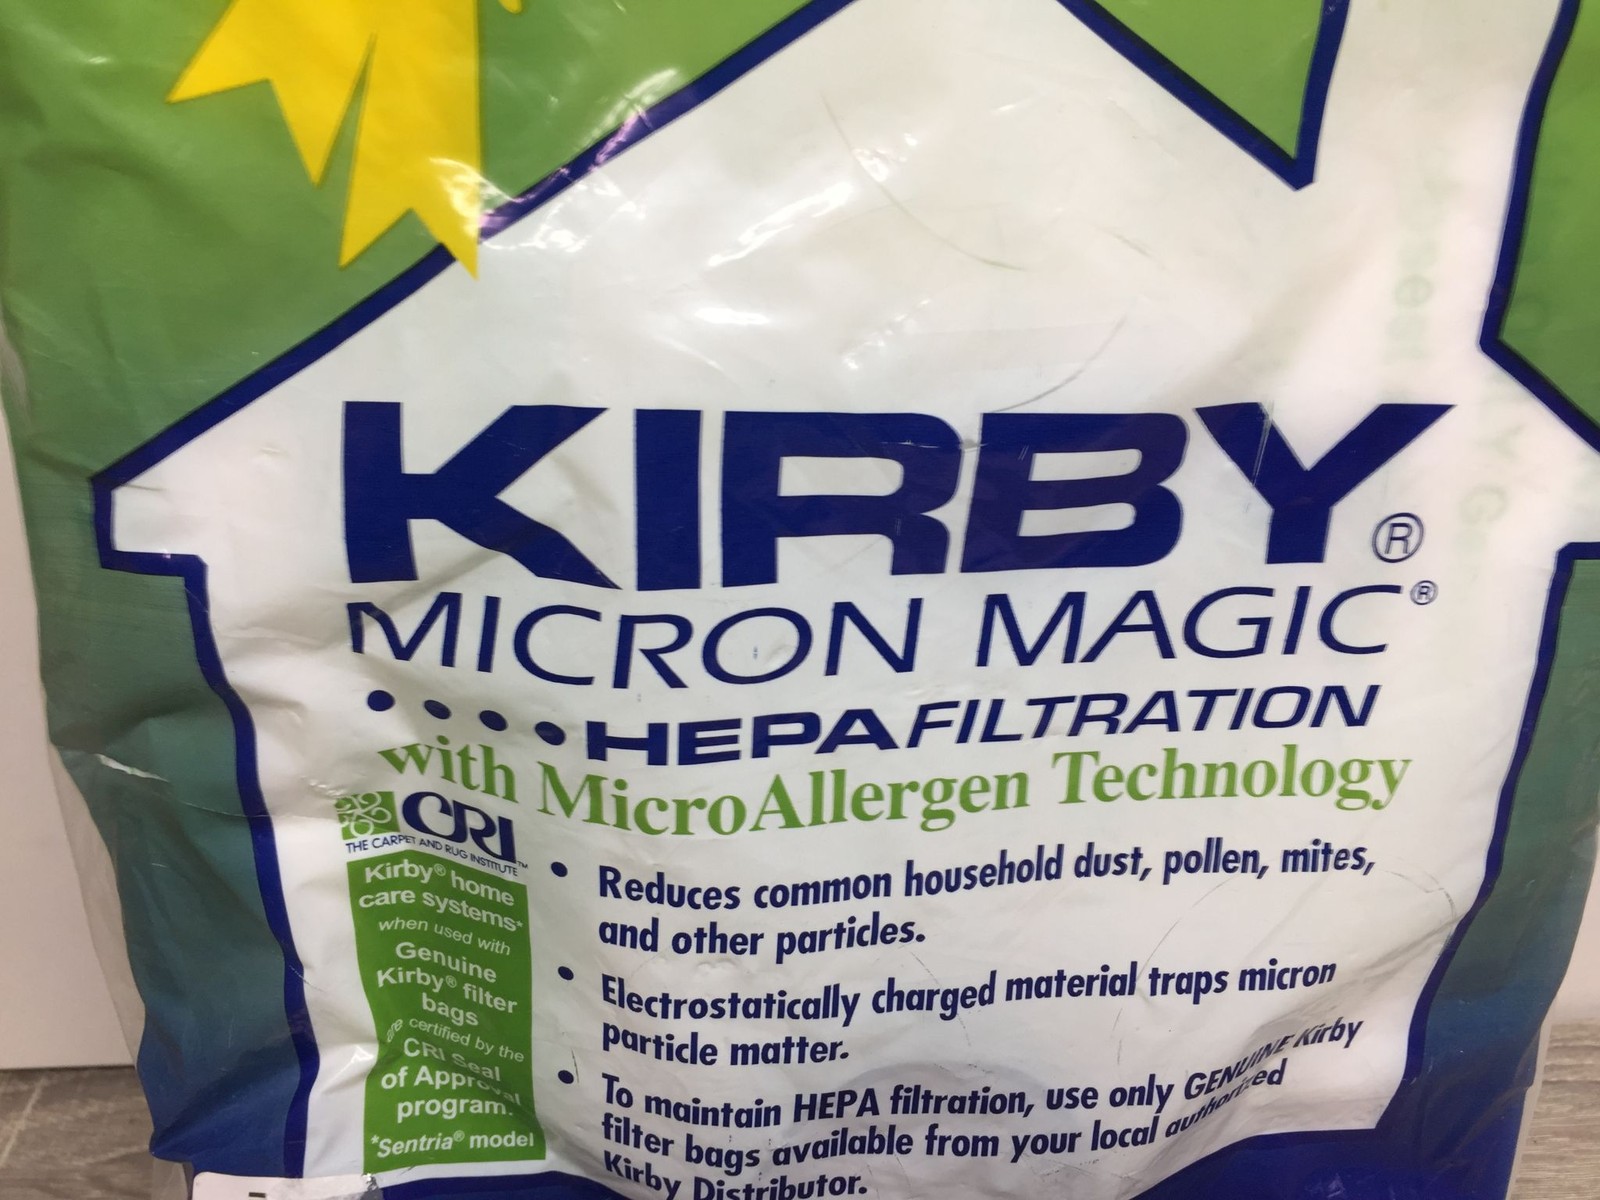 KIRBY®
MICRON MAGIC®
HEPAFILTRATION
with MicroAllergen Technology
CRI
THE CARPET AND RUG INSTITUTE™
Kirby® home
care systems*
when used with
Genuine
Kirby® filter
bags
are certified by the
CRI Seal
of Approval
program.
*Sentria® model
• Reduces common household dust, pollen, mites,
and other particles.
• Electrostatically charged material traps micron
particle matter.
• To maintain HEPA filtration, use only GENUINE Kirby
filter bags available from your local authorized
Kirby Distributor.